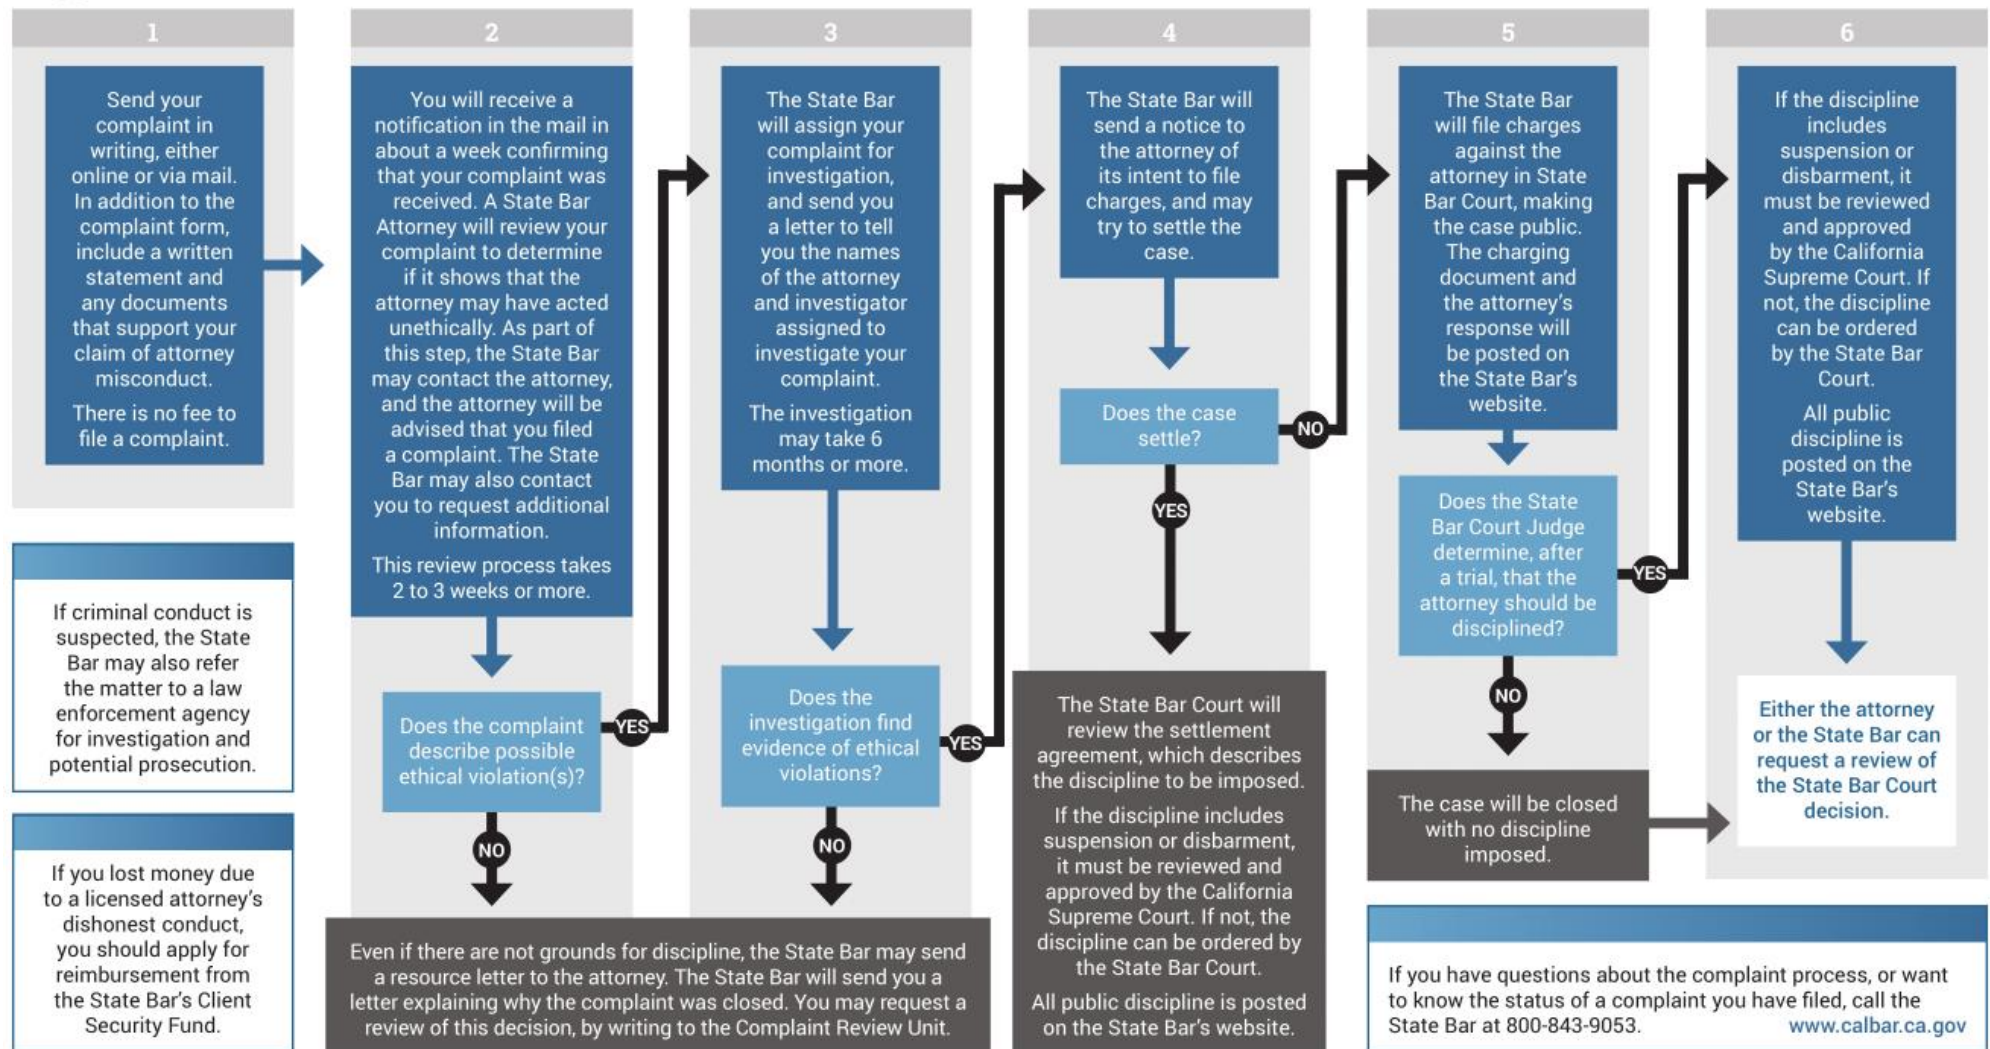 1
Send your
complaint in
writing, either
online or via mail.
In addition to the
complaint form,
include a written
statement and
any documents
that support your
claim of attorney
misconduct.
There is no fee to
file a complaint.
If criminal conduct is
suspected, the State
Bar may also refer
the matter to a law
enforcement agency
for investigation and
potential prosecution.
If you lost money due
to a licensed attorney's
dishonest conduct,
you should apply for
reimbursement from
the State Bar's Client
Security Fund.
2
You will receive a
notification in the mail in
about a week confirming
that your complaint was
received. A State Bar
Attorney will review your
complaint to determine
if it shows that the
attorney may have acted
unethically. As part of
this step, the State Bar
may contact the attorney,
and the attorney will be
advised that you filed
a complaint. The State
Bar may also contact
you to request additional
information.
This review process takes
2 to 3 weeks or more.
Does the complaint
describe possible
ethical violation(s)?
YES
NO
3
The State Bar
will assign your
complaint for
investigation,
and send you
a letter to tell
you the names
of the attorney
and investigator
assigned to
investigate your
complaint.
The investigation
may take 6
months or more.
Does the
investigation find
evidence of ethical
violations?
YES
NO
Even if there are not grounds for discipline, the State Bar may send
a resource letter to the attorney. The State Bar will send you a
letter explaining why the complaint was closed. You may request a
review of this decision, by writing to the Complaint Review Unit.
4
The State Bar will
send a notice to
the attorney of
its intent to file
charges, and may
try to settle the
case.
Does the case
settle?
NO
YES
The State Bar Court will
review the settlement
agreement, which describes
the discipline to be imposed.
If the discipline includes
suspension or disbarment,
it must be reviewed and
approved by the California
Supreme Court. If not, the
discipline can be ordered by
the State Bar Court.
All public discipline is posted
on the State Bar's website.
5
The State Bar
will file charges
against the
attorney in State
Bar Court, making
the case public.
The charging
document and
the attorney's
response will
be posted on
the State Bar's
website.
Does the State
Bar Court Judge
determine, after
a trial, that the
attorney should be
disciplined?
YES
NO
The case will be closed
with no discipline
imposed.
6
If the discipline
includes
suspension or
disbarment, it
must be reviewed
and approved
by the California
Supreme Court. If
not, the discipline
can be ordered
by the State Bar
Court.
All public
discipline is
posted on the
State Bar's
website.
Either the attorney
or the State Bar can
request a review of
the State Bar Court
decision.
If you have questions about the complaint process, or want
to know the status of a complaint you have filed, call the
State Bar at 800-843-9053. www.calbar.ca.gov